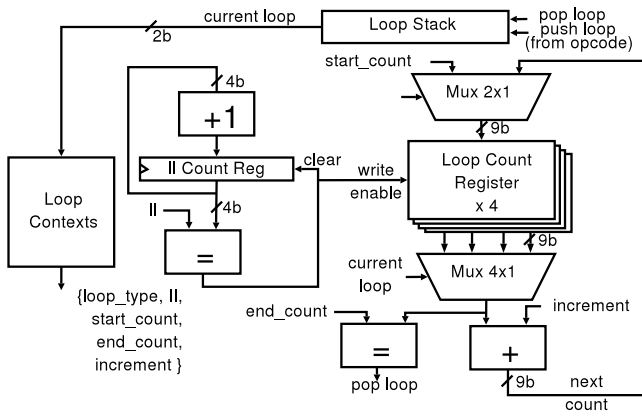 current loop
2b
Loop Stack
pop loop
push loop
(from opcode)
start_count
4b
+1
Mux 2x1
9b
II Count Reg
clear
write
enable
Loop Count
Register
x 4
Loop
Contexts
II
4b
=
9b
current
loop
Mux 4x1
{loop_type, II,
start_count,
end_count,
increment }
end_count
increment
=
+
pop loop
9b
next
count